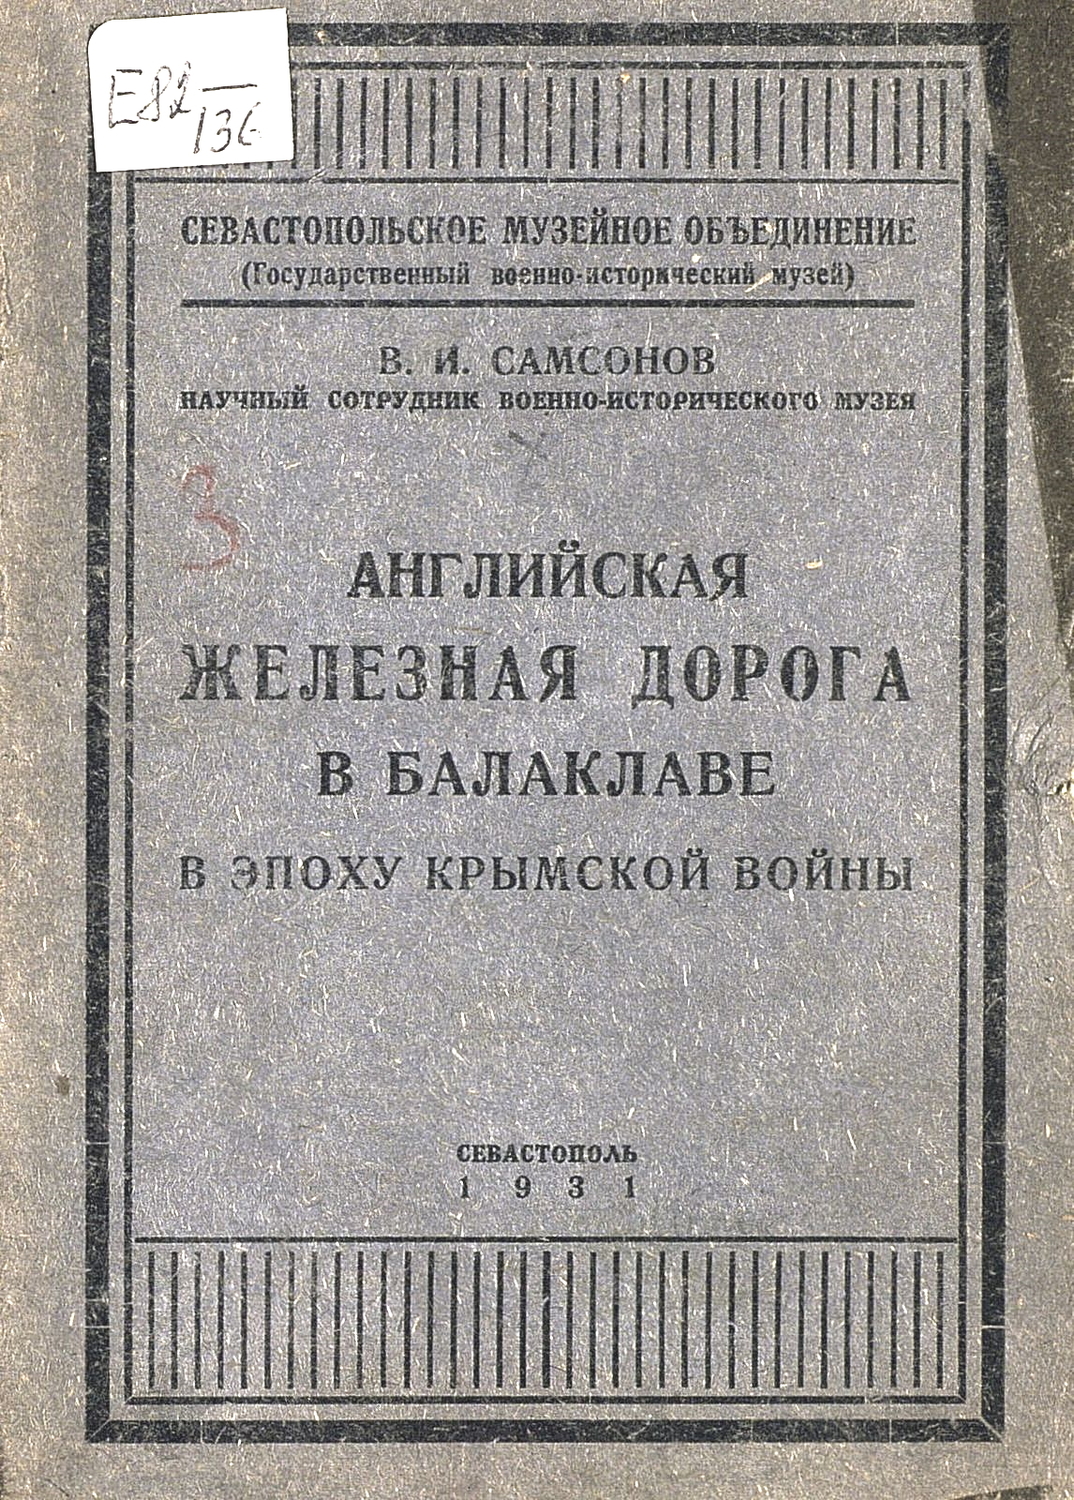 Е82-
136
СЕВАСТОПОЛЬСКОЕ МУЗЕЙНОЕ ОБЪЕДИНЕНИЕ
(Государственный военно-исторический музей)
В. И. САМСОНОВ
НАУЧНЫЙ СОТРУДНИК ВОЕННО-ИСТОРИЧЕСКОГО МУЗЕЯ
3
АНГЛИЙСКАЯ
ЖЕЛЕЗНАЯ ДОРОГА
В БАЛАКЛАВЕ
В ЭПОХУ КРЫМСКОЙ ВОЙНЫ
СЕВАСТОПОЛЬ
1931